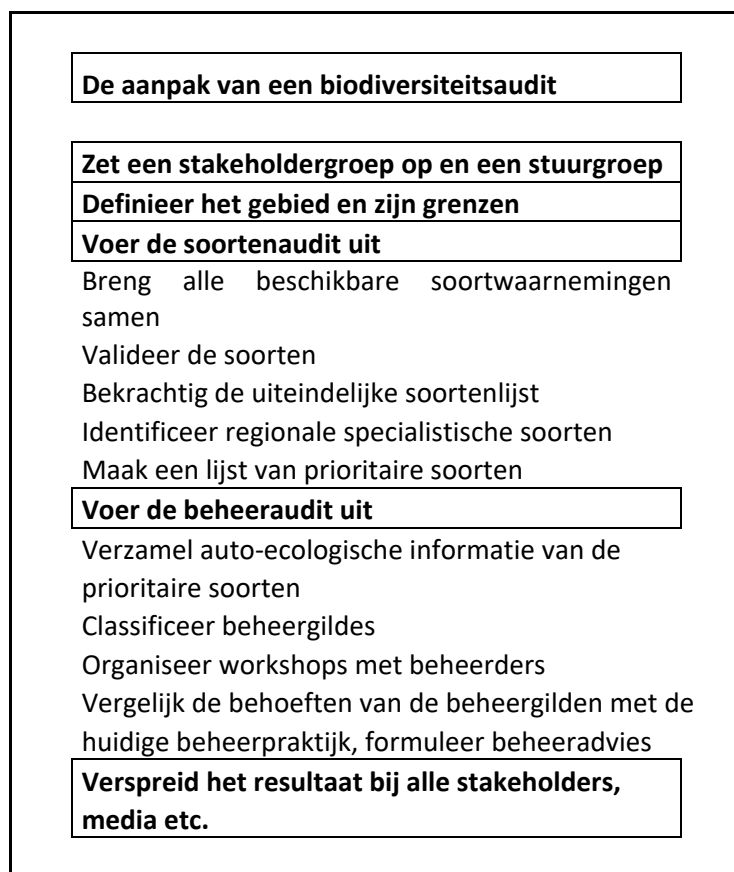 De aanpak van een biodiversiteitsaudit
Zet een stakeholdergroep op en een stuurgroep
Definieer het gebied en zijn grenzen
Voer de soortenaudit uit
Breng alle beschikbare soortwaarnemingen
samen
Valideer de soorten
Bekrachtig de uiteindelijke soortenlijst
Identificeer regionale specialistische soorten
Maak een lijst van prioritaire soorten
Voer de beheeraudit uit
Verzamel auto-ecologische informatie van de
prioritaire soorten
Classificeer beheergildes
Organiseer workshops met beheerders
Vergelijk de behoeften van de beheergilden met de
huidige beheerpraktijk, formuleer beheeradvies
Verspreid het resultaat bij alle stakeholders,
media etc.